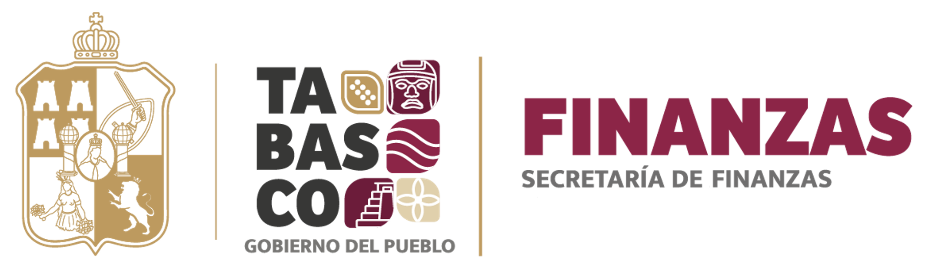 TA
BAS
CO
GOBIERNO DEL PUEBLO
FINANZAS
SECRETARÍA DE FINANZAS